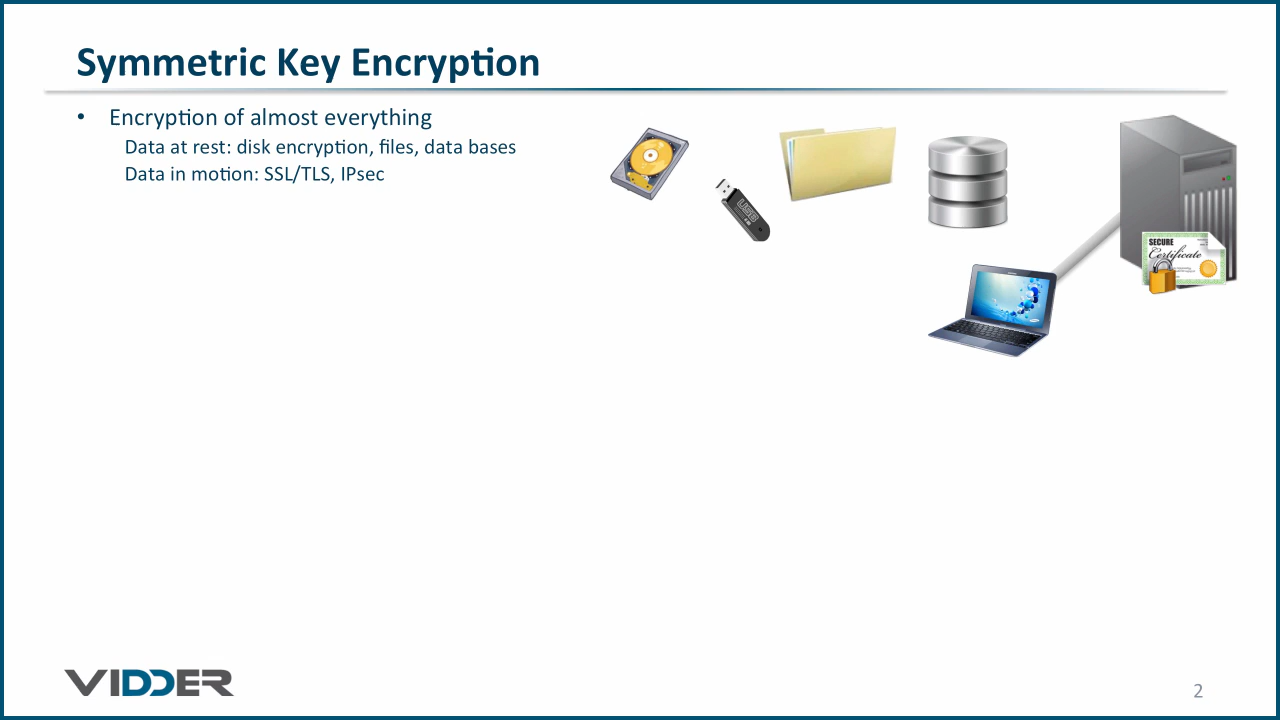 Symmetric Key Encryption
• Encryption of almost everything
Data at rest: disk encryption, files, data bases
Data in motion: SSL/TLS, IPsec
USB
SECURE
Certificate
VIDDER
2